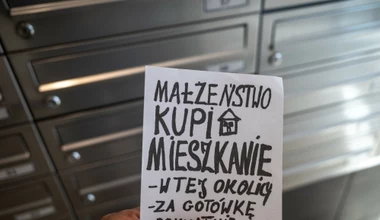 MAŁŻEŃSTWO
KUPI
MIESZKANIE
- W TEJ OKOLICY
- ZA GOTÓWKĘ